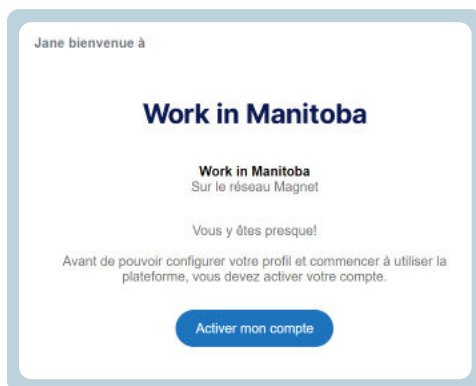 Jane bienvenue à
Work in Manitoba
Work in Manitoba
Sur le réseau Magnet
Vous y êtes presque!
Avant de pouvoir configurer votre profil et commencer à utiliser la
plateforme, vous devez activer votre compte.
Activer mon compte